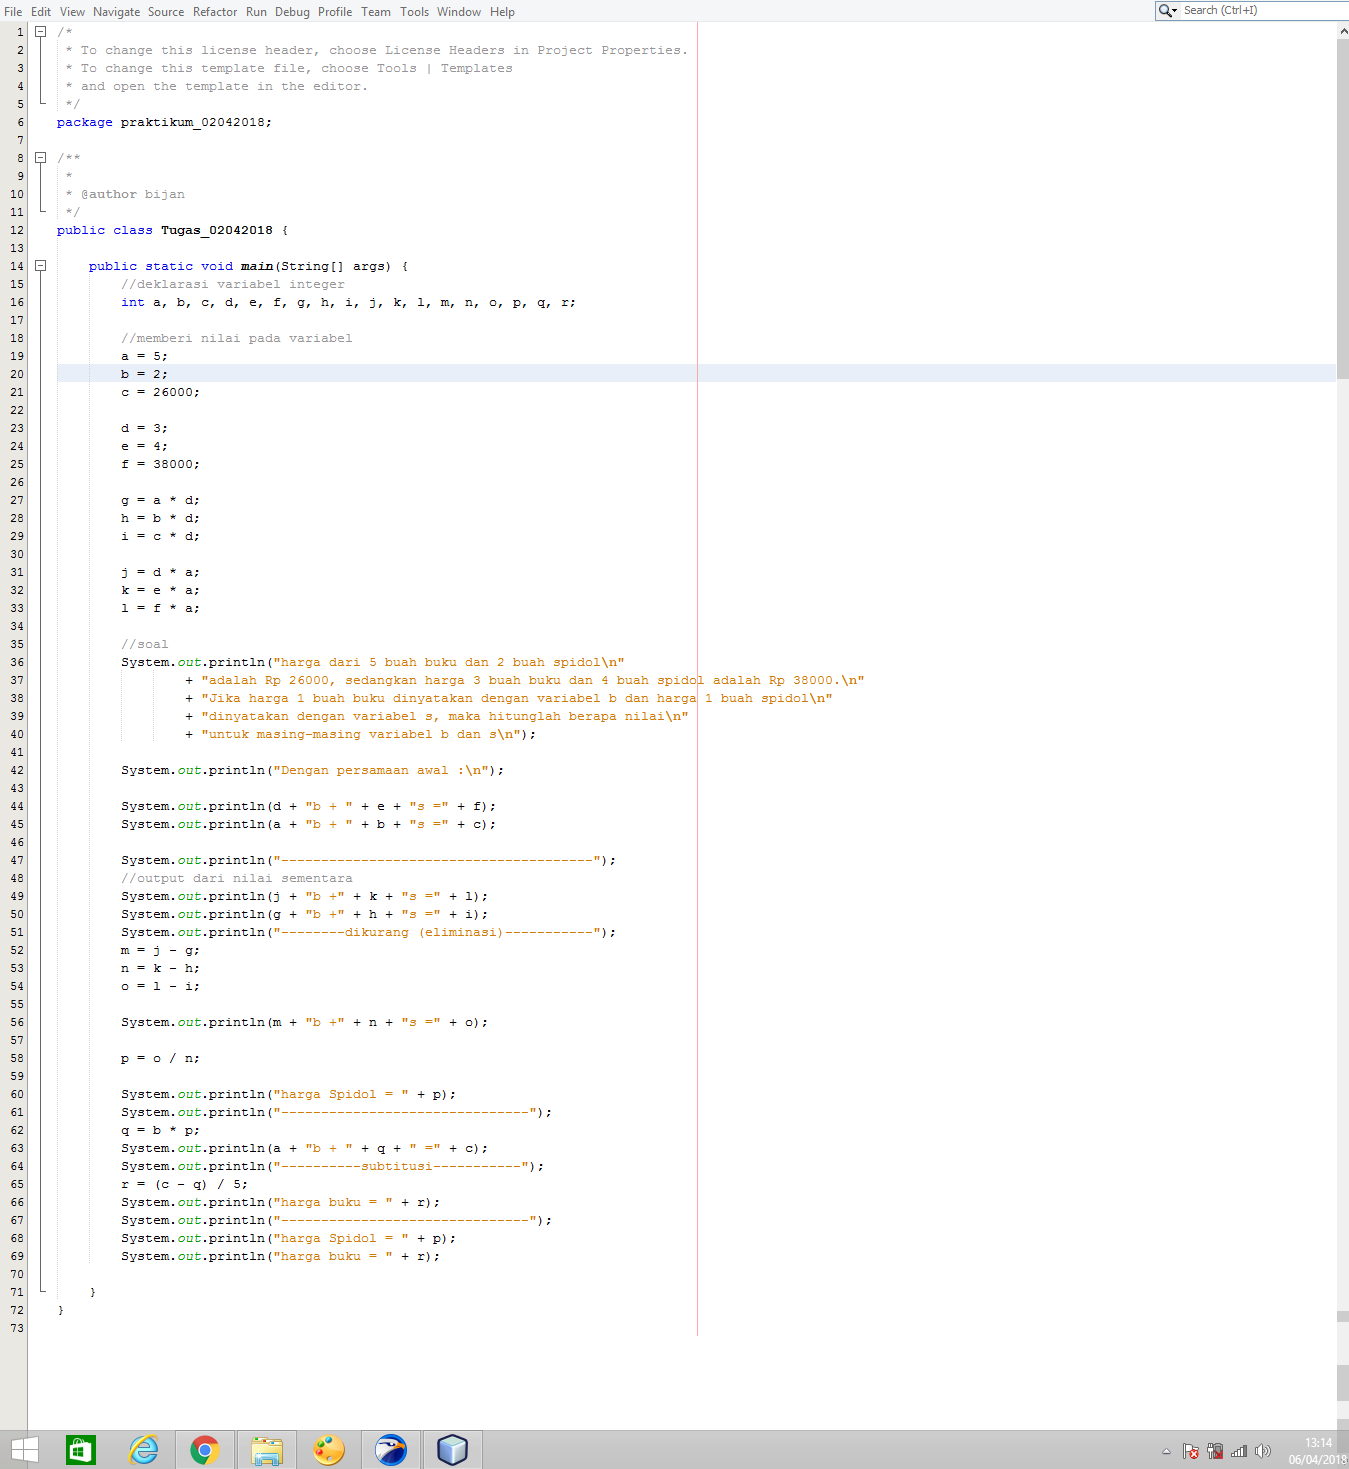 File Edit View Navigate Source Refactor Run Debug Profile Team Tools Window Help Search (Ctrl+I)
1 /*
2 * To change this license header, choose License Headers in Project Properties.
3 * To change this template file, choose Tools | Templates
4 * and open the template in the editor.
5 */
6 package praktikum_02042018;
7
8 /**
9 *
10 * @author bijan
11 */
12 public class Tugas_02042018 {
13
14 public static void main(String[] args) {
15 //deklarasi variabel integer
16 int a, b, c, d, e, f, g, h, i, j, k, l, m, n, o, p, q, r;
17
18 //memberi nilai pada variabel
19 a = 5;
20 b = 2;
21 c = 26000;
22
23 d = 3;
24 e = 4;
25 f = 38000;
26
27 g = a * d;
28 h = b * d;
29 i = c * d;
30
31 j = d * a;
32 k = e * a;
33 l = f * a;
34
35 //soal
36 System.out.println("harga dari 5 buah buku dan 2 buah spidol\n"
37 + "adalah Rp 26000, sedangkan harga 3 buah buku dan 4 buah spidol adalah Rp 38000.\n"
38 + "Jika harga 1 buah buku dinyatakan dengan variabel b dan harga 1 buah spidol\n"
39 + "dinyatakan dengan variabel s, maka hitunglah berapa nilai\n"
40 + "untuk masing-masing variabel b dan s\n");
41
42 System.out.println("Dengan persamaan awal :\n");
43
44 System.out.println(d + "b + " + e + "s =" + f);
45 System.out.println(a + "b + " + b + "s =" + c);
46
47 System.out.println("---------------------------------------");
48 //output dari nilai sementara
49 System.out.println(j + "b +" + k + "s =" + l);
50 System.out.println(g + "b +" + h + "s =" + i);
51 System.out.println("--------dikurang (eliminasi)-----------");
52 m = j - g;
53 n = k - h;
54 o = l - i;
55
56 System.out.println(m + "b +" + n + "s =" + o);
57
58 p = o / n;
59
60 System.out.println("harga Spidol = " + p);
61 System.out.println("-------------------------------");
62 q = b * p;
63 System.out.println(a + "b + " + q + " =" + c);
64 System.out.println("----------subtitusi-----------");
65 r = (c - q) / 5;
66 System.out.println("harga buku = " + r);
67 System.out.println("-------------------------------");
68 System.out.println("harga Spidol = " + p);
69 System.out.println("harga buku = " + r);
70
71 }
72 }
73
13:14
06/04/2018